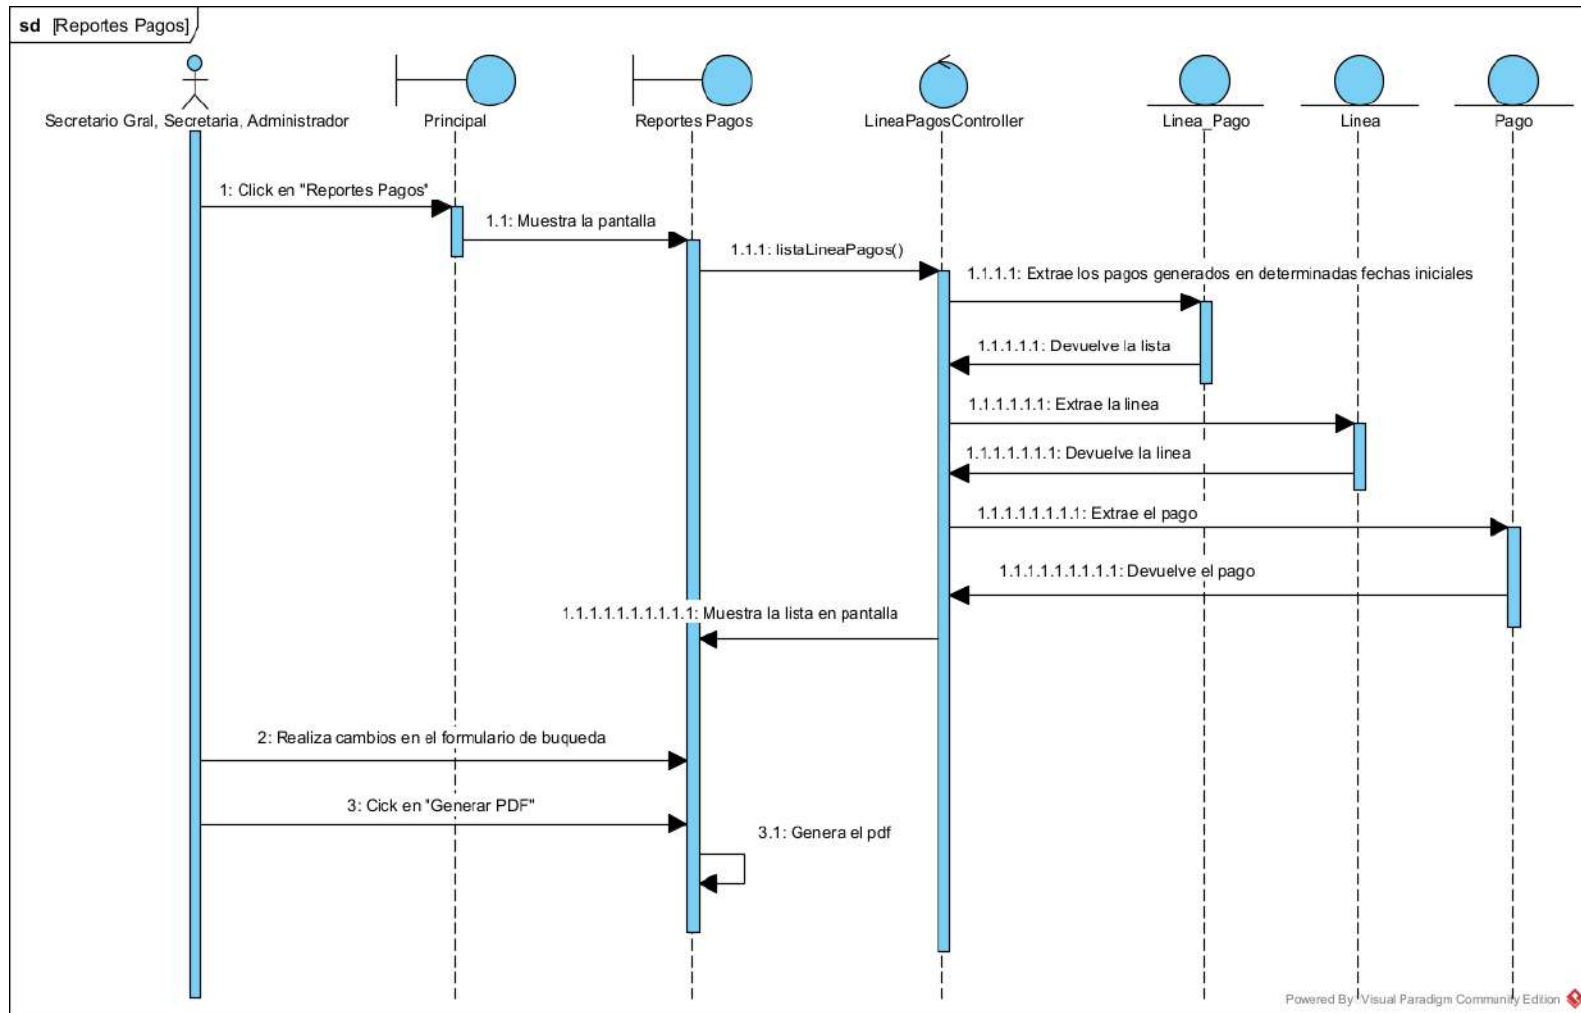 sd [Reportes Pagos]
Secretario Gral, Secretaria, Administrador
Principal
Reportes Pagos
LineaPagosController
Linea_Pago
Linea
Pago
1: Click en "Reportes Pagos"
1.1: Muestra la pantalla
1.1.1: listaLineaPagos()
1.1.1.1: Extrae los pagos generados en determinadas fechas iniciales
1.1.1.1.1: Devuelve la lista
1.1.1.1.1.1: Extrae la linea
1.1.1.1.1.1.1: Devuelve la linea
1.1.1.1.1.1.1.1: Extrae el pago
1.1.1.1.1.1.1.1.1: Devuelve el pago
1.1.1.1.1.1.1.1.1.1: Muestra la lista en pantalla
2: Realiza cambios en el formulario de buqueda
3: Cick en "Generar PDF"
3.1: Genera el pdf
Powered By Visual Paradigm Community Edition